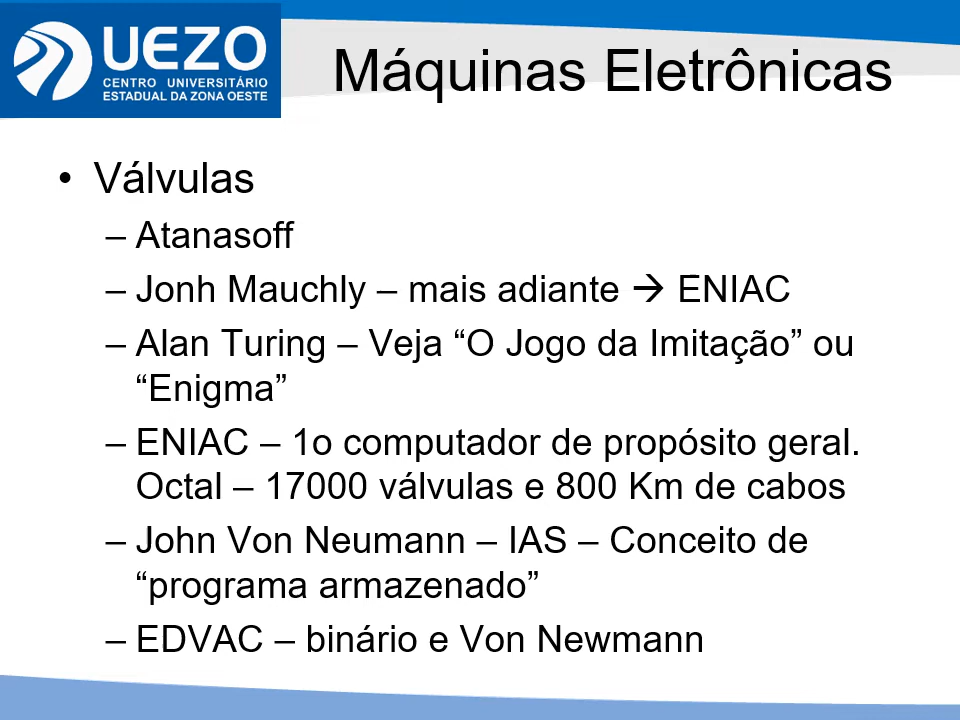 UEZO
CENTRO UNIVERSITÁRIO
ESTADUAL DA ZONA OESTE
Máquinas Eletrônicas
• Válvulas
– Atanasoff
– Jonh Mauchly – mais adiante → ENIAC
– Alan Turing – Veja “O Jogo da Imitação” ou
“Enigma”
– ENIAC – 1o computador de propósito geral.
Octal – 17000 válvulas e 800 Km de cabos
– John Von Neumann – IAS – Conceito de
“programa armazenado”
– EDVAC – binário e Von Newmann